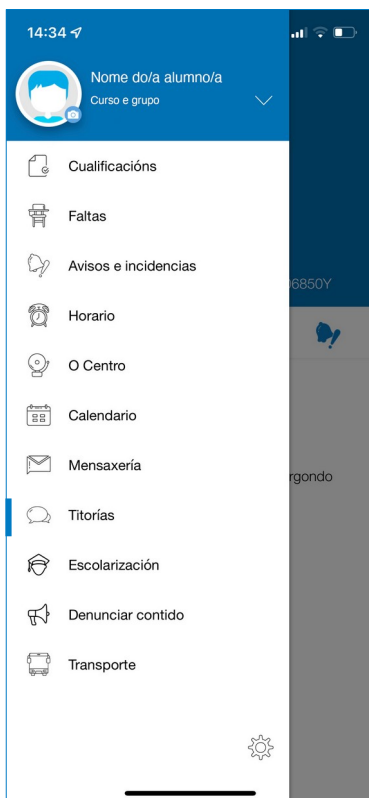 14:34
Nome do/a alumno/a
Curso e grupo
Cualificacións
Faltas
Avisos e incidencias
6850Y
Horario
O Centro
Calendario
Mensaxería
rgondo
Titorías
Escolarización
Denunciar contido
Transporte